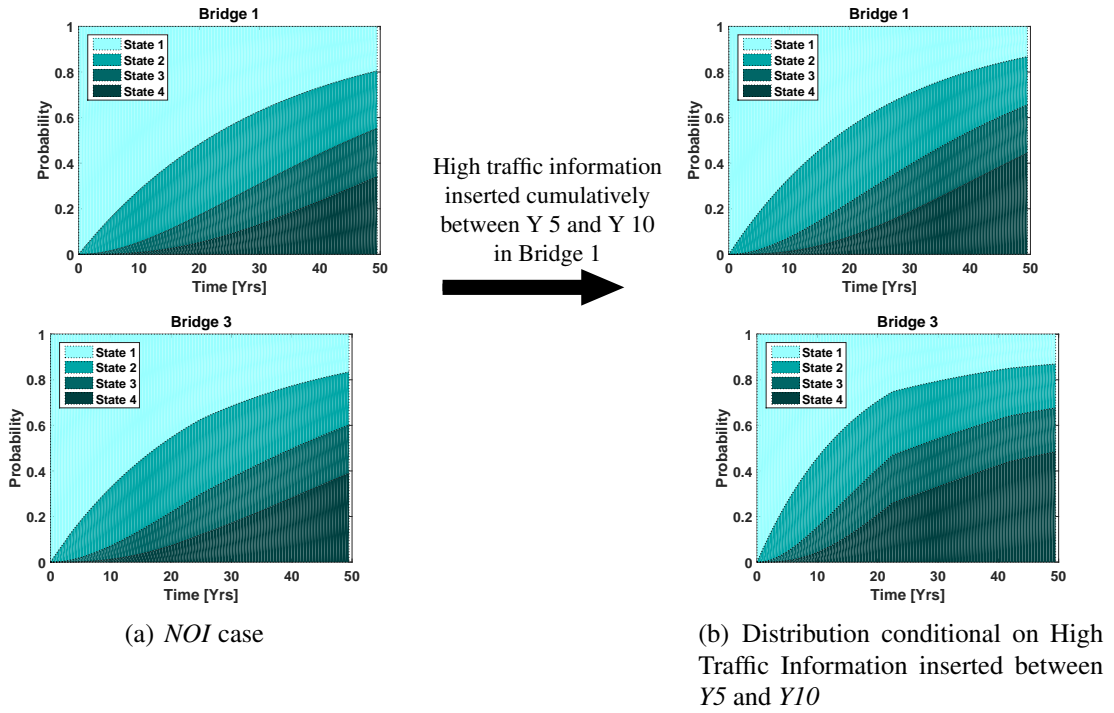 Bridge 1
1
0.8
0.6
0.4
0.2
0
Probability
State 1
State 2
State 3
State 4
0 10 20 30 40 50
Time [Yrs]
Bridge 3
1
0.8
0.6
0.4
0.2
0
Probability
State 1
State 2
State 3
State 4
0 10 20 30 40 50
Time [Yrs]
(a) NOI case
High traffic information
inserted cumulatively
between Y 5 and Y 10
in Bridge 1
Bridge 1
1
0.8
0.6
0.4
0.2
0
Probability
State 1
State 2
State 3
State 4
0 10 20 30 40 50
Time [Yrs]
Bridge 3
1
0.8
0.6
0.4
0.2
0
Probability
State 1
State 2
State 3
State 4
0 10 20 30 40 50
Time [Yrs]
(b) Distribution conditional on High
Traffic Information inserted between
Y5 and Y10